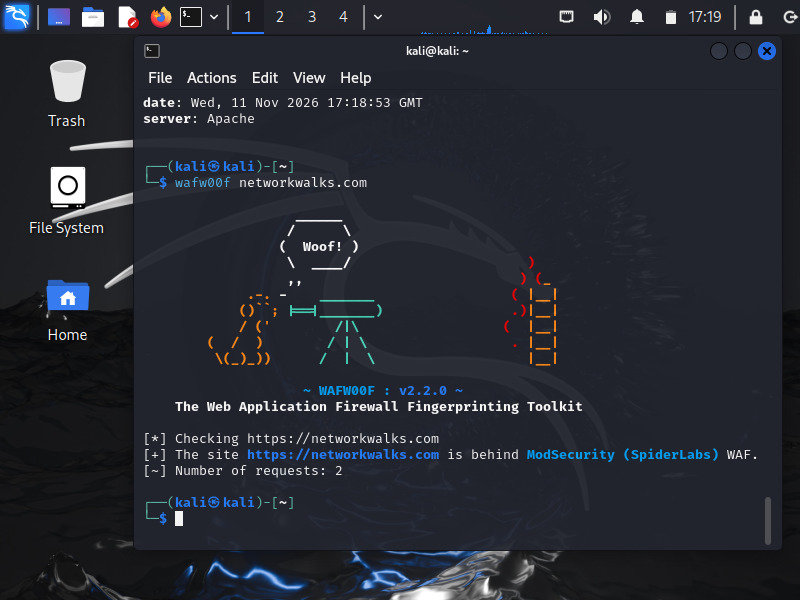 1 2 3 4
17:19
kali@kali: ~
File Actions Edit View Help
Trash
File System
Home
date: Wed, 11 Nov 2026 17:18:53 GMT
server: Apache
(kali㉿kali)-[~]
$ wafw00f networkwalks.com
Woof!
~ WAFW00F : v2.2.0 ~
The Web Application Firewall Fingerprinting Toolkit
[*] Checking https://networkwalks.com
[+] The site https://networkwalks.com is behind ModSecurity (SpiderLabs) WAF.
[~] Number of requests: 2
(kali㉿kali)-[~]
$